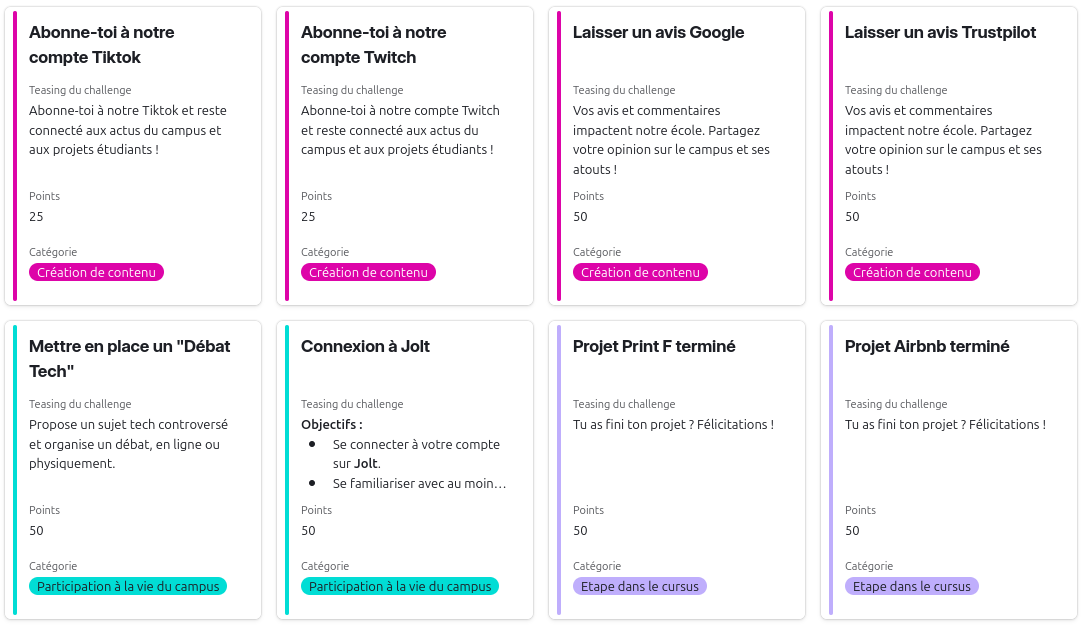 Abonne-toi à notre
compte Tiktok
Teasing du challenge
Abonne-toi à notre Tiktok et reste
connecté aux actus du campus et
aux projets étudiants !
Points
25
Catégorie
Création de contenu
Abonne-toi à notre
compte Twitch
Teasing du challenge
Abonne-toi à notre compte Twitch
et reste connecté aux actus du
campus et aux projets étudiants !
Points
25
Catégorie
Création de contenu
Laisser un avis Google
Teasing du challenge
Vos avis et commentaires
impactent notre école. Partagez
votre opinion sur le campus et ses
atouts !
Points
50
Catégorie
Création de contenu
Laisser un avis Trustpilot
Teasing du challenge
Vos avis et commentaires
impactent notre école. Partagez
votre opinion sur le campus et ses
atouts !
Points
50
Catégorie
Création de contenu
Mettre en place un "Débat
Tech"
Teasing du challenge
Propose un sujet tech controversé
et organise un débat, en ligne ou
physiquement.
Points
50
Catégorie
Participation à la vie du campus
Connexion à Jolt
Teasing du challenge
Objectifs :
● Se connecter à votre compte
sur Jolt.
● Se familiariser avec au moin…
Points
50
Catégorie
Participation à la vie du campus
Projet Print F terminé
Teasing du challenge
Tu as fini ton projet ? Félicitations !
Points
50
Catégorie
Etape dans le cursus
Projet Airbnb terminé
Teasing du challenge
Tu as fini ton projet ? Félicitations !
Points
50
Catégorie
Etape dans le cursus